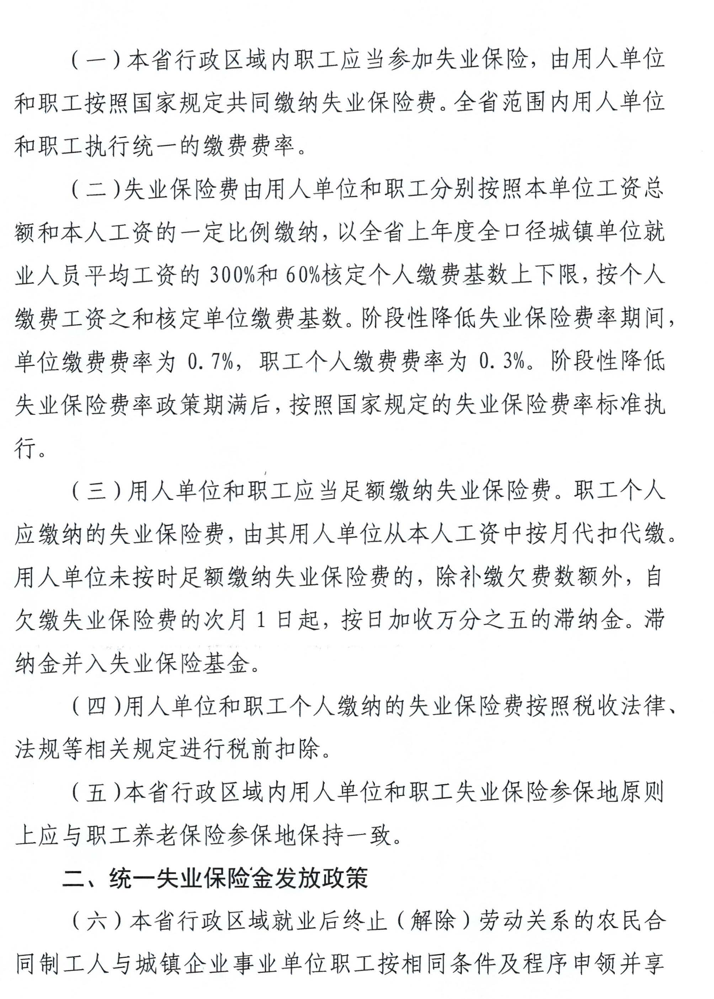 （一）本省行政区域内职工应当参加失业保险，由用人单位
和职工按照国家规定共同缴纳失业保险费。全省范围内用人单位
和职工执行统一的缴费费率。
（二）失业保险费由用人单位和职工分别按照本单位工资总
额和本人工资的一定比例缴纳，以全省上年度全口径城镇单位就
业人员平均工资的 300%和 60%核定个人缴费基数上下限，按个人
缴费工资之和核定单位缴费基数。阶段性降低失业保险费率期间，
单位缴费费率为 0.7%，职工个人缴费费率为 0.3%。阶段性降低
失业保险费率政策期满后，按照国家规定的失业保险费率标准执
行。
（三）用人单位和职工应当足额缴纳失业保险费。职工个人
应缴纳的失业保险费，由其用人单位从本人工资中按月代扣代缴。
用人单位未按时足额缴纳失业保险费的，除补缴欠费数额外，自
欠缴失业保险费的次月 1 日起，按日加收万分之五的滞纳金。滞
纳金并入失业保险基金。
（四）用人单位和职工个人缴纳的失业保险费按照税收法律、
法规等相关规定进行税前扣除。
（五）本省行政区域内用人单位和职工失业保险参保地原则
上应与职工养老保险参保地保持一致。
二、统一失业保险金发放政策
（六）本省行政区域就业后终止（解除）劳动关系的农民合
同制工人与城镇企业事业单位职工按相同条件及程序申领并享